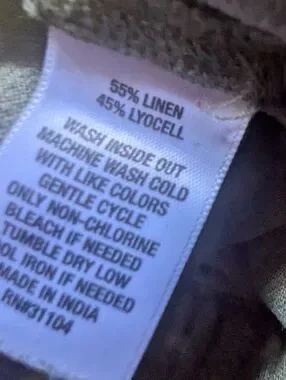 55% LINEN
45% LYOCELL
WASH INSIDE OUT
MACHINE WASH COLD
WITH LIKE COLORS
GENTLE CYCLE
ONLY NON-CHLORINE
BLEACH IF NEEDED
TUMBLE DRY LOW
OL IRON IF NEEDED
MADE IN INDIA
RN#31104